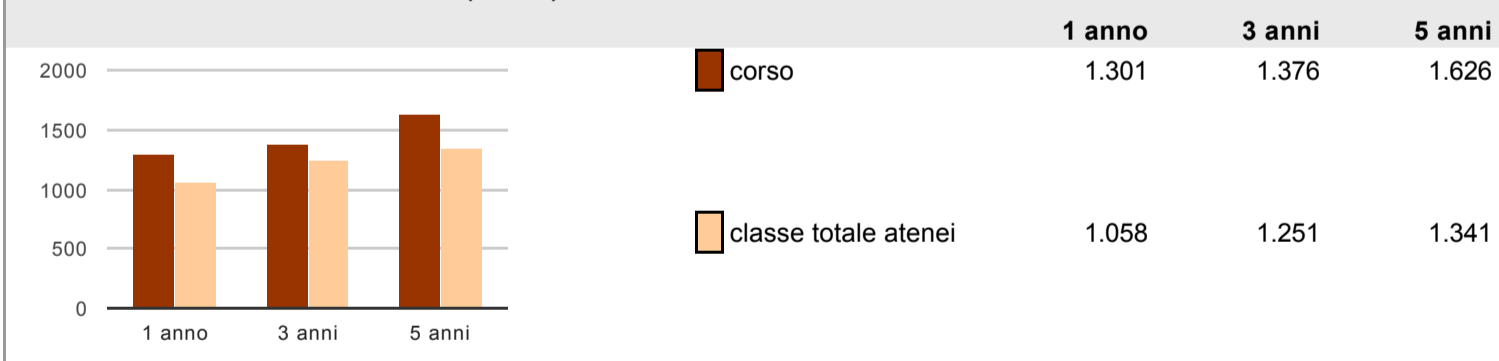 1 anno 3 anni 5 anni
2000
1500
1000
500
0
1 anno 3 anni 5 anni
corso 1.301 1.376 1.626
classe totale atenei 1.058 1.251 1.341